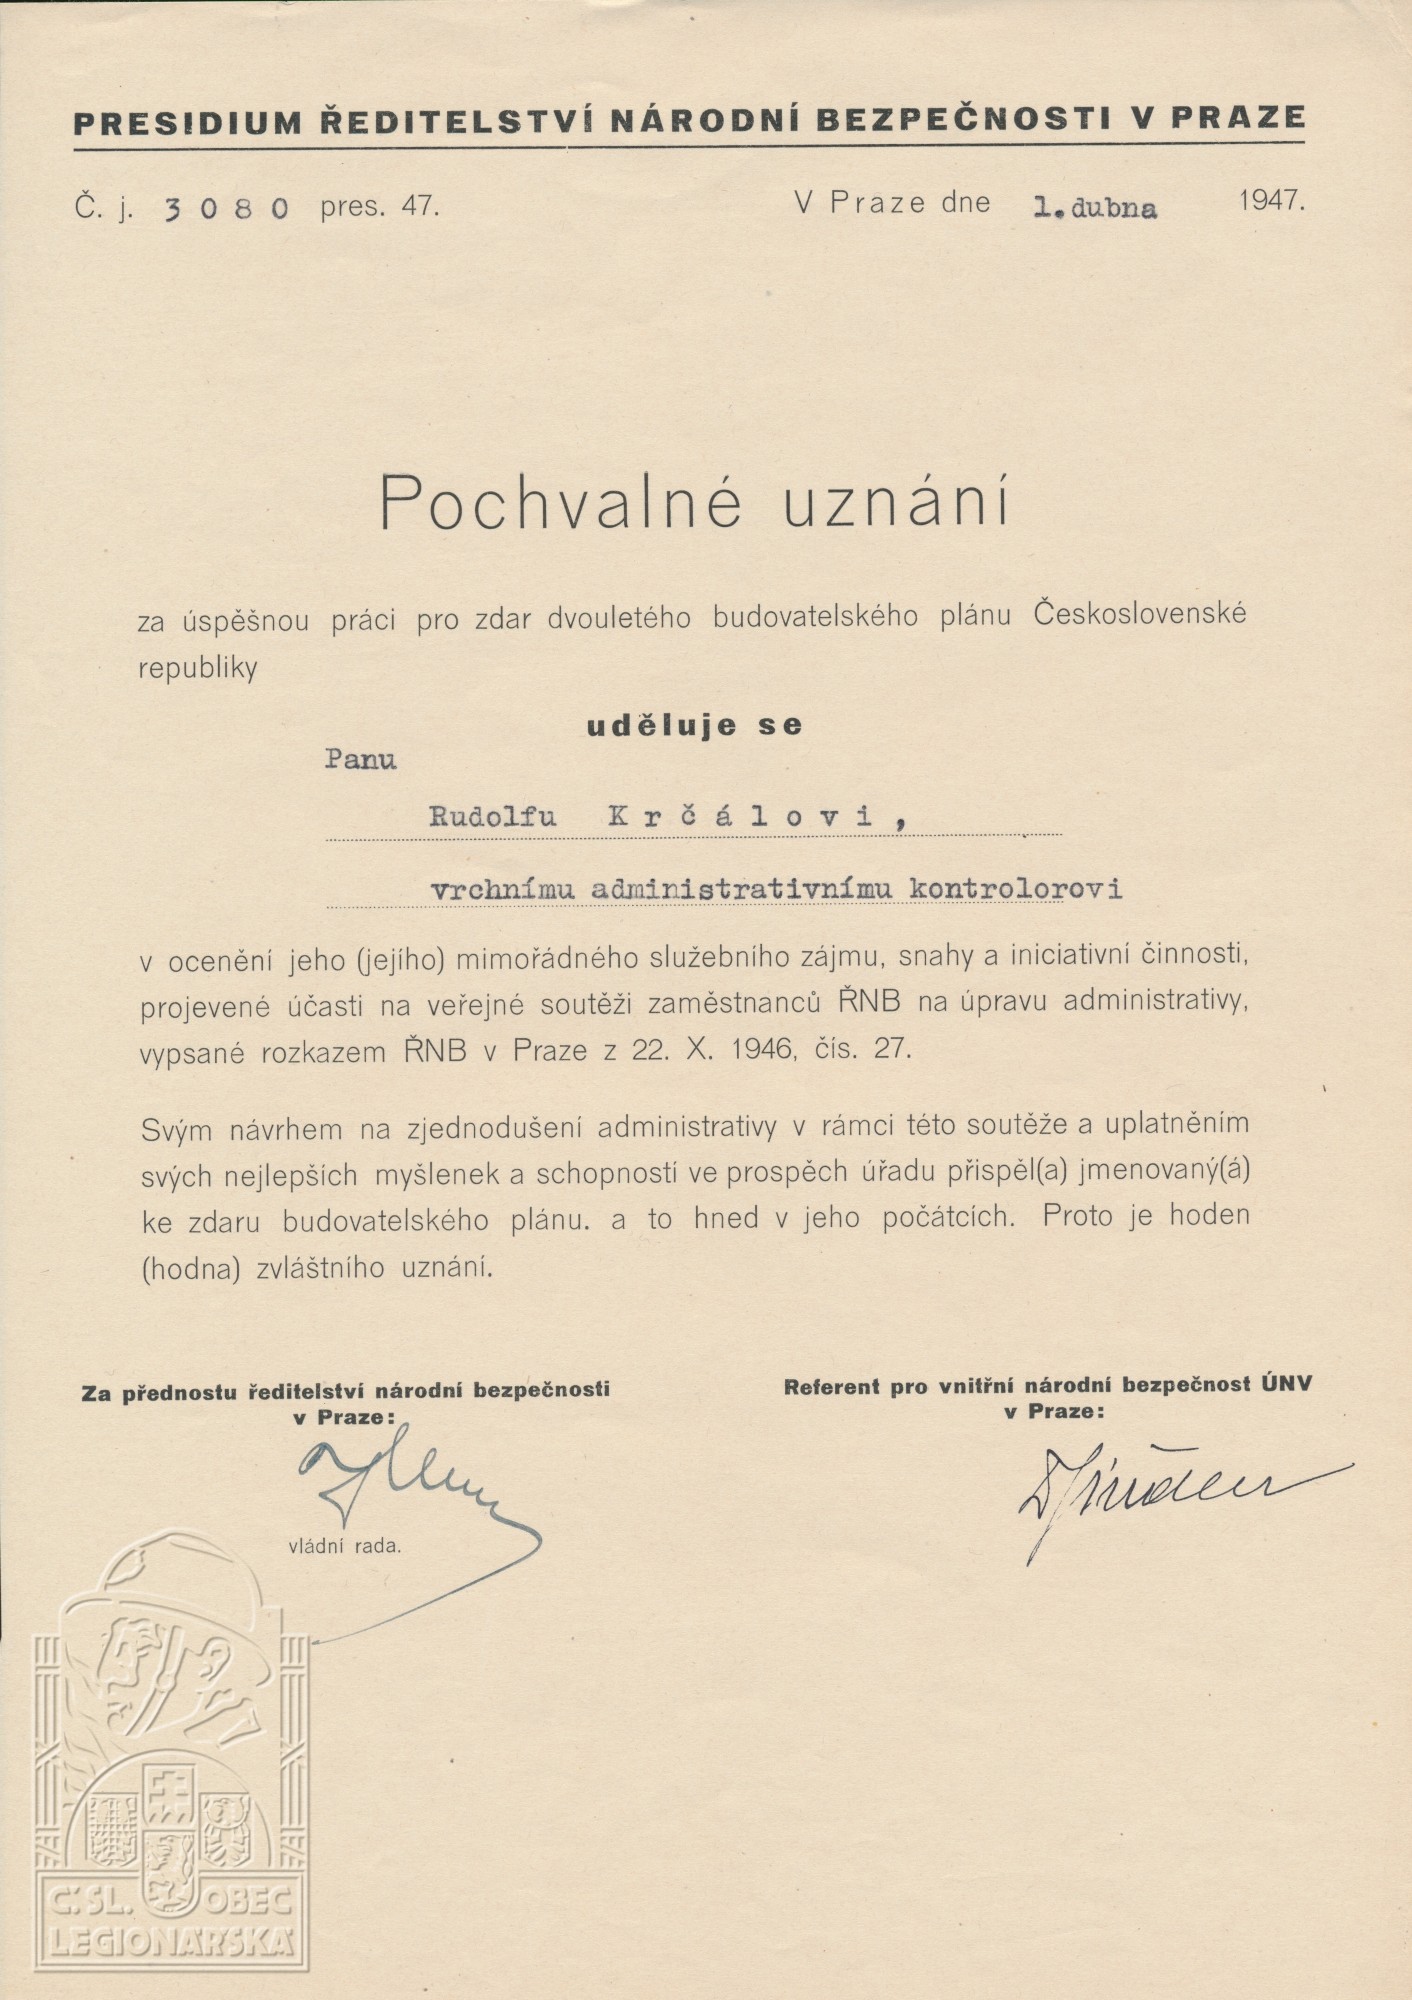 PRESIDIUM ŘEDITELSTVÍ NÁRODNÍ BEZPEČNOSTI V PRAZE
Č. j. 3080 pres. 47. V Praze dne 1. dubna 1947.
Pochvalné uznání
za úspěšnou práci pro zdar dvouletého budovatelského plánu Československé
republiky
uděluje se
Panu
Rudolfu Krčálovi,
vrchnímu administrativnímu kontrolorovi
v ocenění jeho (jejího) mimořádného služebního zájmu, snahy a iniciativní činnosti,
projevené účasti na veřejné soutěži zaměstnanců ŘNB na úpravu administrativy,
vypsané rozkazem ŘNB v Praze z 22. X. 1946, čís. 27.
Svým návrhem na zjednodušení administrativy v rámci této soutěže a uplatněním
svých nejlepších myšlenek a schopností ve prospěch úřadu přispěl(a) jmenovaný(á)
ke zdaru budovatelského plánu. a to hned v jeho počátcích. Proto je hoden
(hodna) zvláštního uznání.
Za přednostu ředitelství národní bezpečnosti
v Praze:
vládní rada.
Referent pro vnitřní národní bezpečnost ÚNV
v Praze:
Č.SL. OBEC
LEGIONÁŘSKÁ